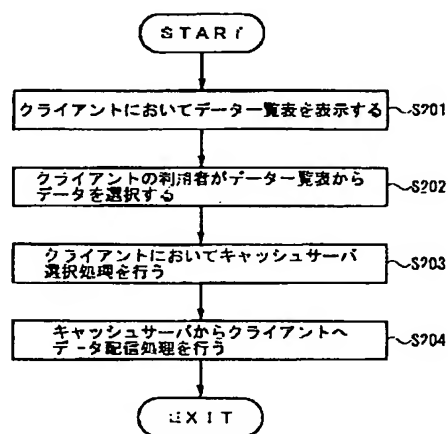 START
クライアントにおいてデータ一覧表を表示する
S201
クライアントの利用者がデータ一覧表から
データを選択する
S202
クライアントにおいてキャッシュサーバ
選択処理を行う
S203
キャッシュサーバからクライアントへ
データ配信処理を行う
S204
EXIT